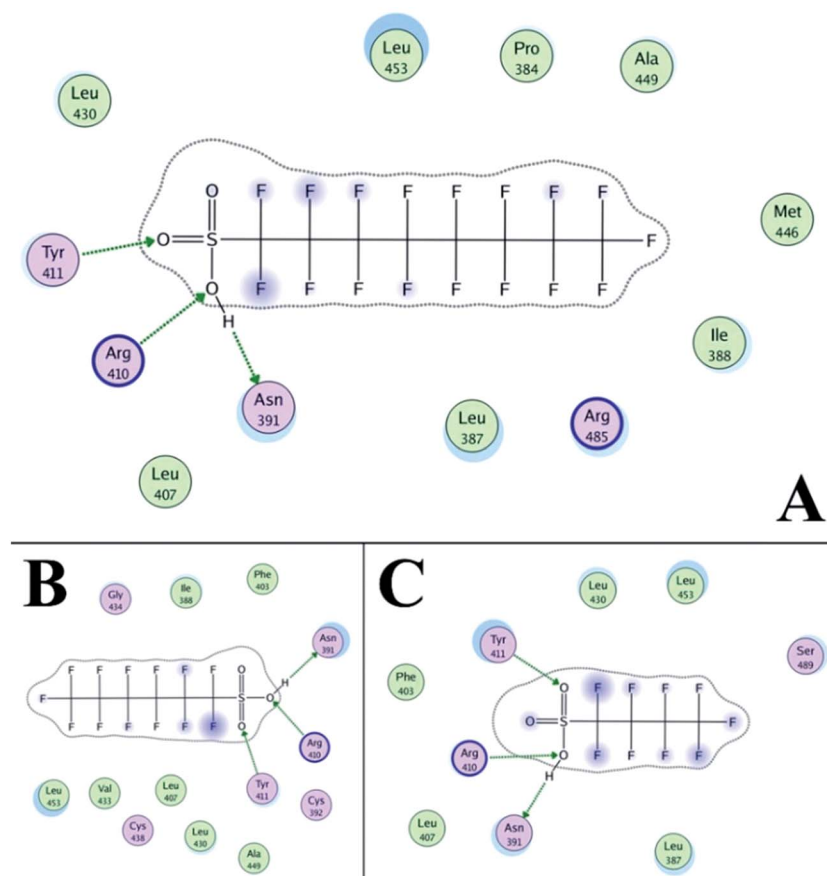 Leu
453
Pro
384
Ala
449
Leu
430
O F F F F F F F F
Met
446
O S F
Tyr
411
O F F F F F F F F
H
Ile
388
Arg
410
Asn
391
Leu
387
Arg
485
Leu
407
A
B
Gly
434
Ile
388
Phe
403
Asn
391
H
F F F F F F O
F S O
F F F F F F O
Arg
410
Leu
453
Val
433
Leu
407
Tyr
411
Cys
392
Cys
438
Leu
430
Ala
449
C
Leu
430
Leu
453
Tyr
411
Ser
489
Phe
403
O F F F F
O S F
O F F F F
H
Arg
410
Leu
407
Asn
391
Leu
387